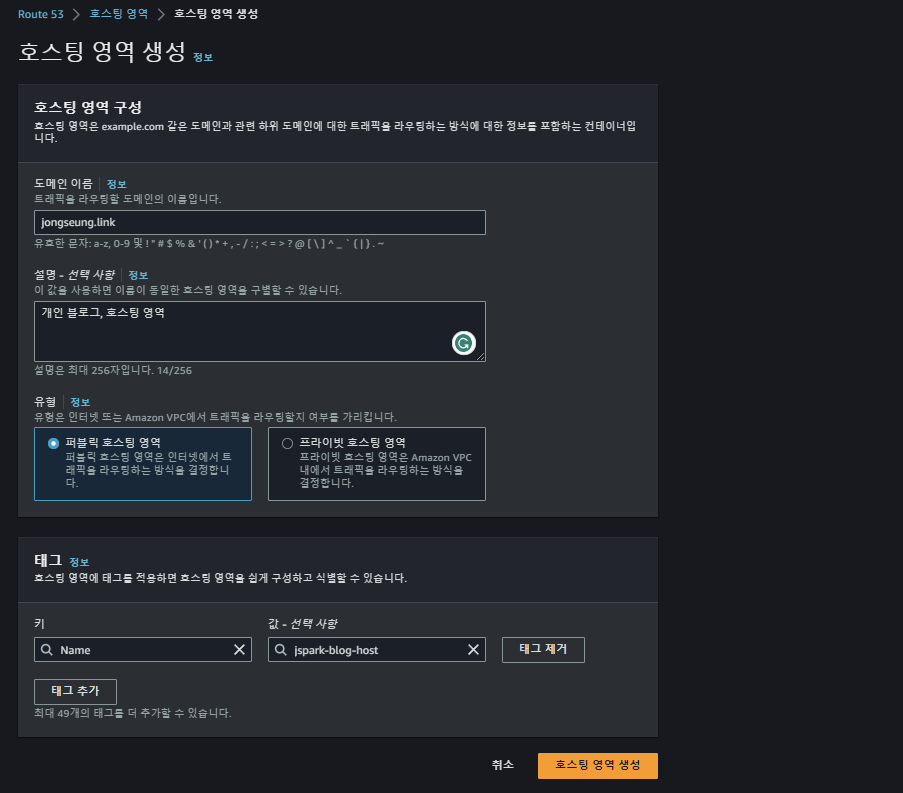 Route 53 > 호스팅 영역 > 호스팅 영역 생성
호스팅 영역 생성 정보
호스팅 영역 구성
호스팅 영역은 example.com 같은 도메인과 관련 하위 도메인에 대한 트래픽을 라우팅하는 방식에 대한 정보를 포함하는 컨테이너입
니다.
도메인 이름 정보
트래픽을 라우팅할 도메인의 이름입니다.
jongseung.link
유효한 문자: a-z, 0-9 및 ! " # $ % & ' ( ) * + , - / : ; < = > ? @ [ \ ] ^ _ ` { | } . ~
설명 - 선택 사항 정보
이 값을 사용하면 이름이 동일한 호스팅 영역을 구별할 수 있습니다.
개인 블로그, 호스팅 영역
설명은 최대 256자입니다. 14/256
유형 정보
유형은 인터넷 또는 Amazon VPC에서 트래픽을 라우팅할지 여부를 가리킵니다.
퍼블릭 호스팅 영역
퍼블릭 호스팅 영역은 인터넷에서 트
래픽을 라우팅하는 방식을 결정합니
다.
프라이빗 호스팅 영역
프라이빗 호스팅 영역은 Amazon VPC
내에서 트래픽을 라우팅하는 방식을
결정합니다.
태그 정보
호스팅 영역에 태그를 적용하면 호스팅 영역을 쉽게 구성하고 식별할 수 있습니다.
키
값 - 선택 사항
Name
jspark-blog-host
태그 제거
태그 추가
최대 49개의 태그를 더 추가할 수 있습니다.
취소
호스팅 영역 생성